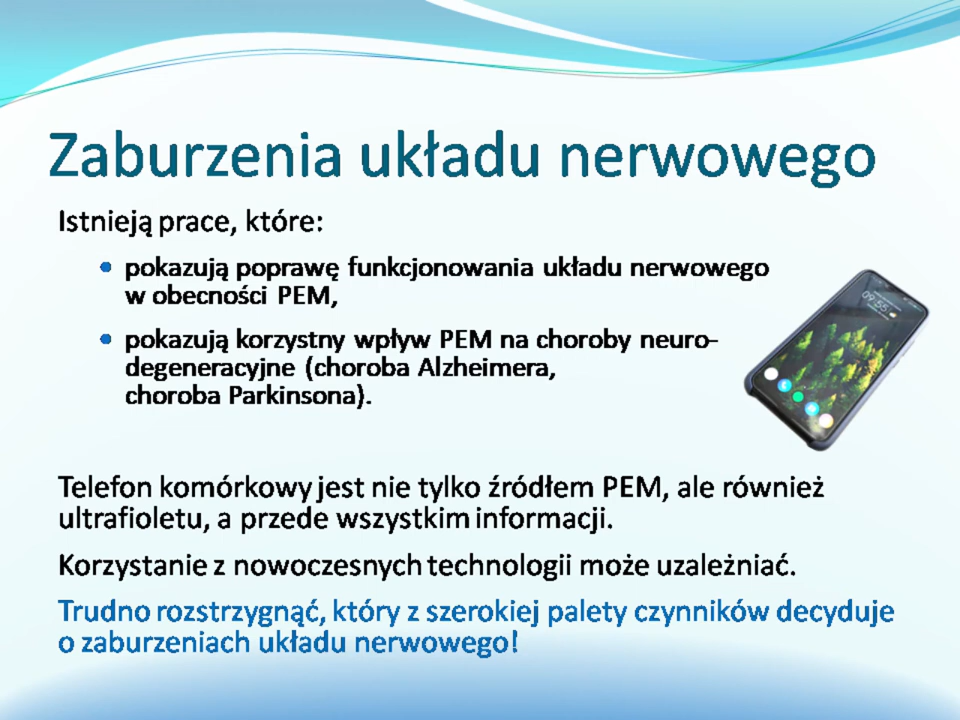 Zaburzenia układu nerwowego
Istnieją prace, które:
pokazują poprawę funkcjonowania układu nerwowego
w obecności PEM,
pokazują korzystny wpływ PEM na choroby neuro-
degeneracyjne (choroba Alzheimera,
choroba Parkinsona).
09:55
Telefon komórkowy jest nie tylko źródłem PEM, ale również
ultrafioletu, a przede wszystkim informacji.
Korzystanie z nowoczesnych technologii może uzależniać.
Trudno rozstrzygnąć, który z szerokiej palety czynników decyduje
o zaburzeniach układu nerwowego!